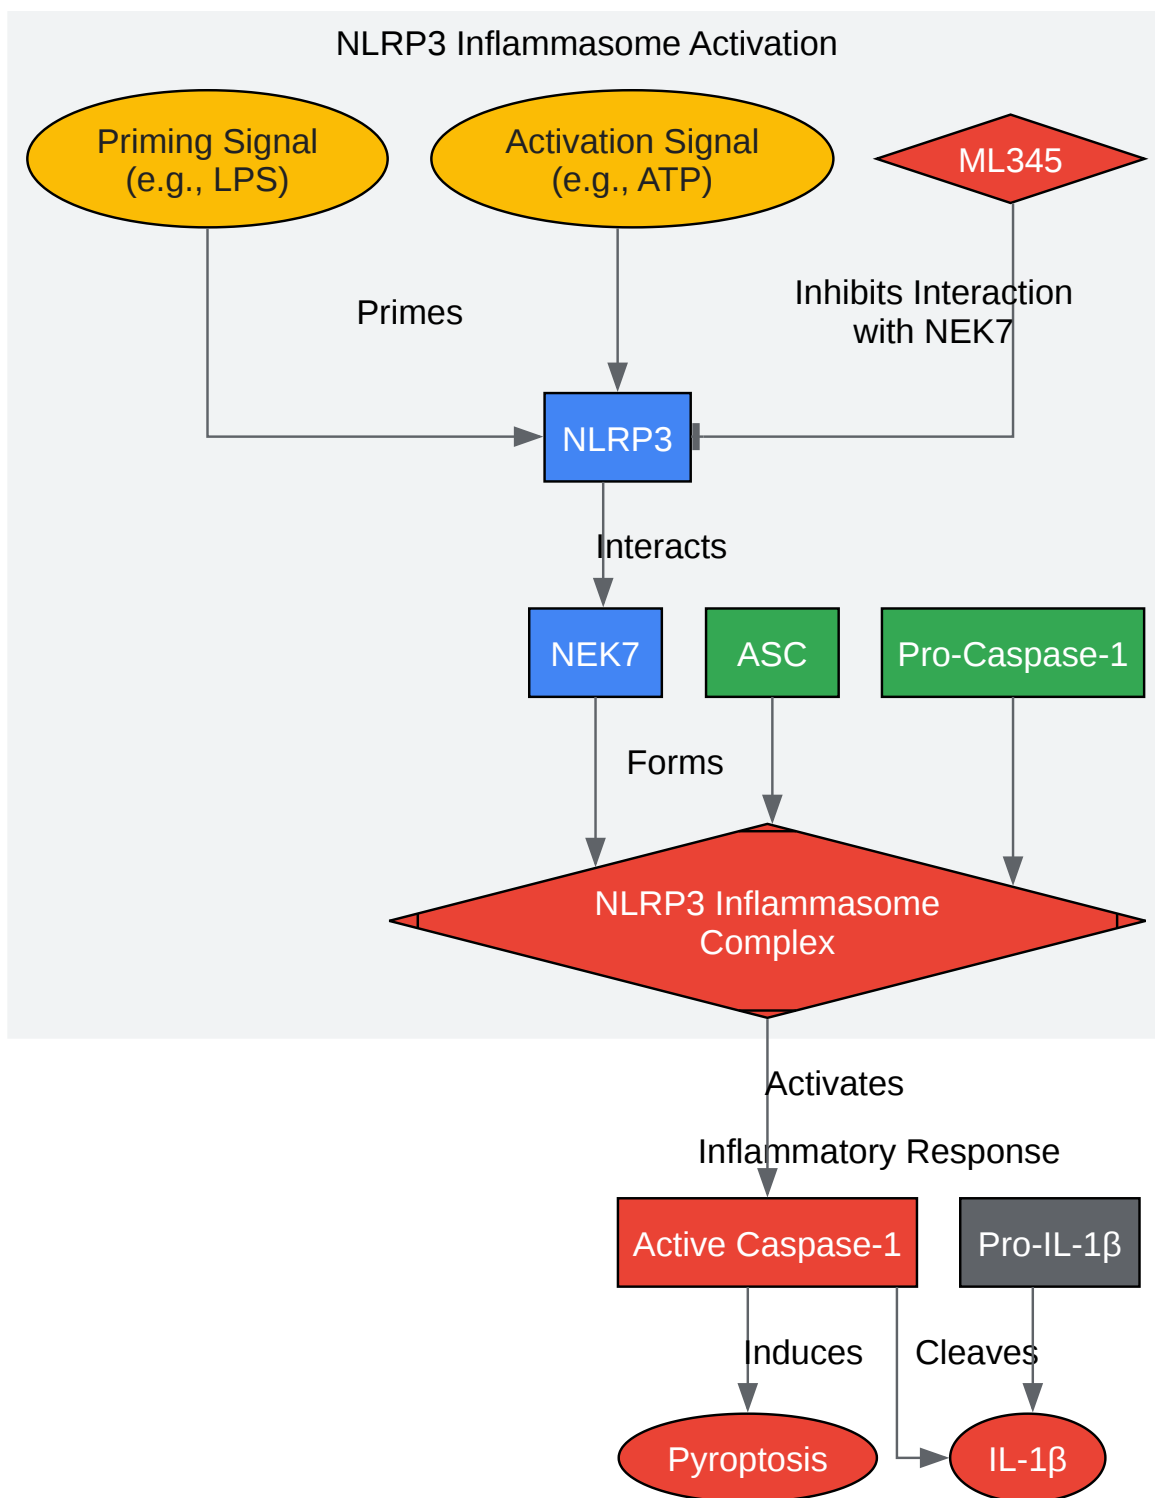 NLRP3 Inflammasome Activation
Priming Signal
(e.g., LPS)
Activation Signal
(e.g., ATP)
ML345
Primes
Inhibits Interaction
with NEK7
NLRP3
Interacts
NEK7
ASC
Pro-Caspase-1
Forms
NLRP3 Inflammasome
Complex
Activates
Inflammatory Response
Active Caspase-1
Pro-IL-1β
Induces
Cleaves
Pyroptosis
IL-1β